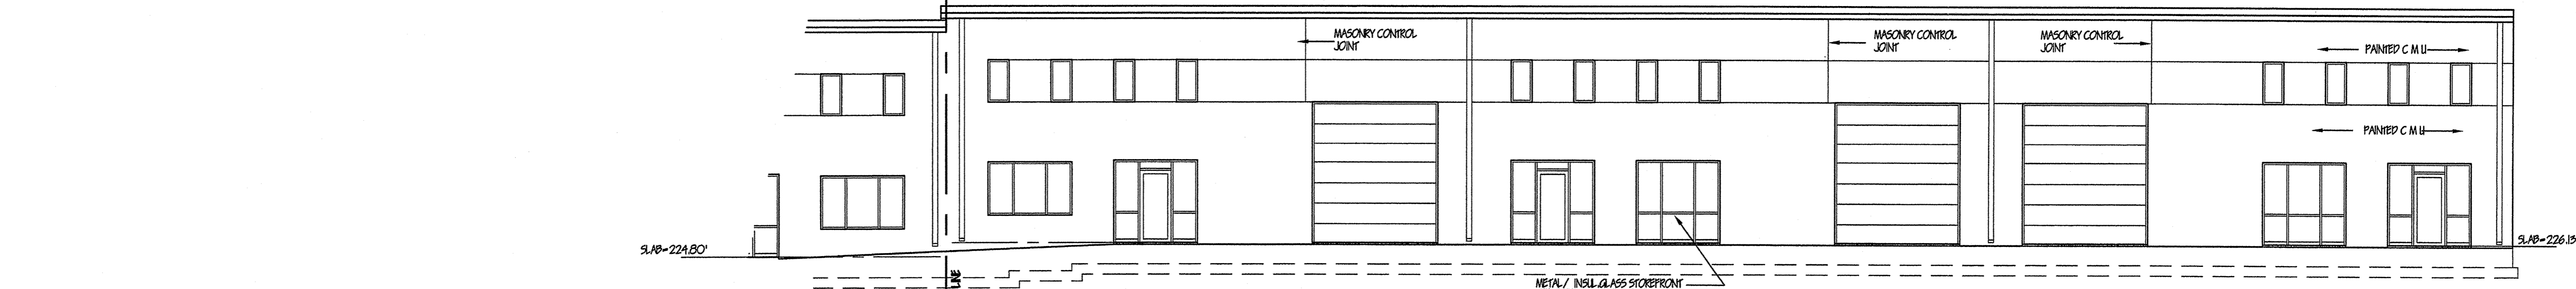 MASONRY CONTROL
JOINT
MASONRY CONTROL
JOINT
MASONRY CONTROL
JOINT
PAINTED C M U
PAINTED C M U
SLAB=224.80'
SLAB=226.13
LINE
METAL/ INSUL.GLASS STOREFRONT